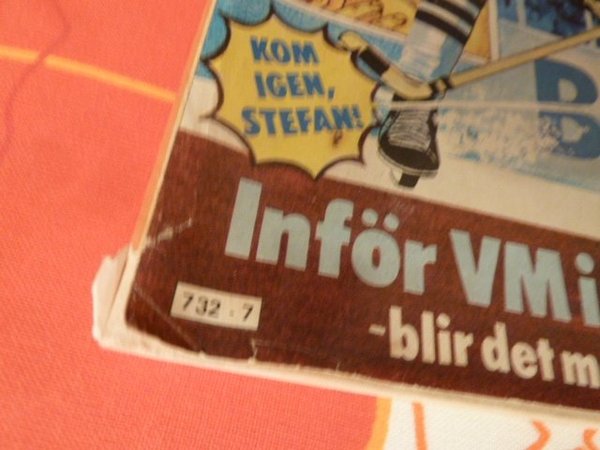 KOM
IGEN,
STEFAN!
B
Inför VM i
732 . 7
-blir det m